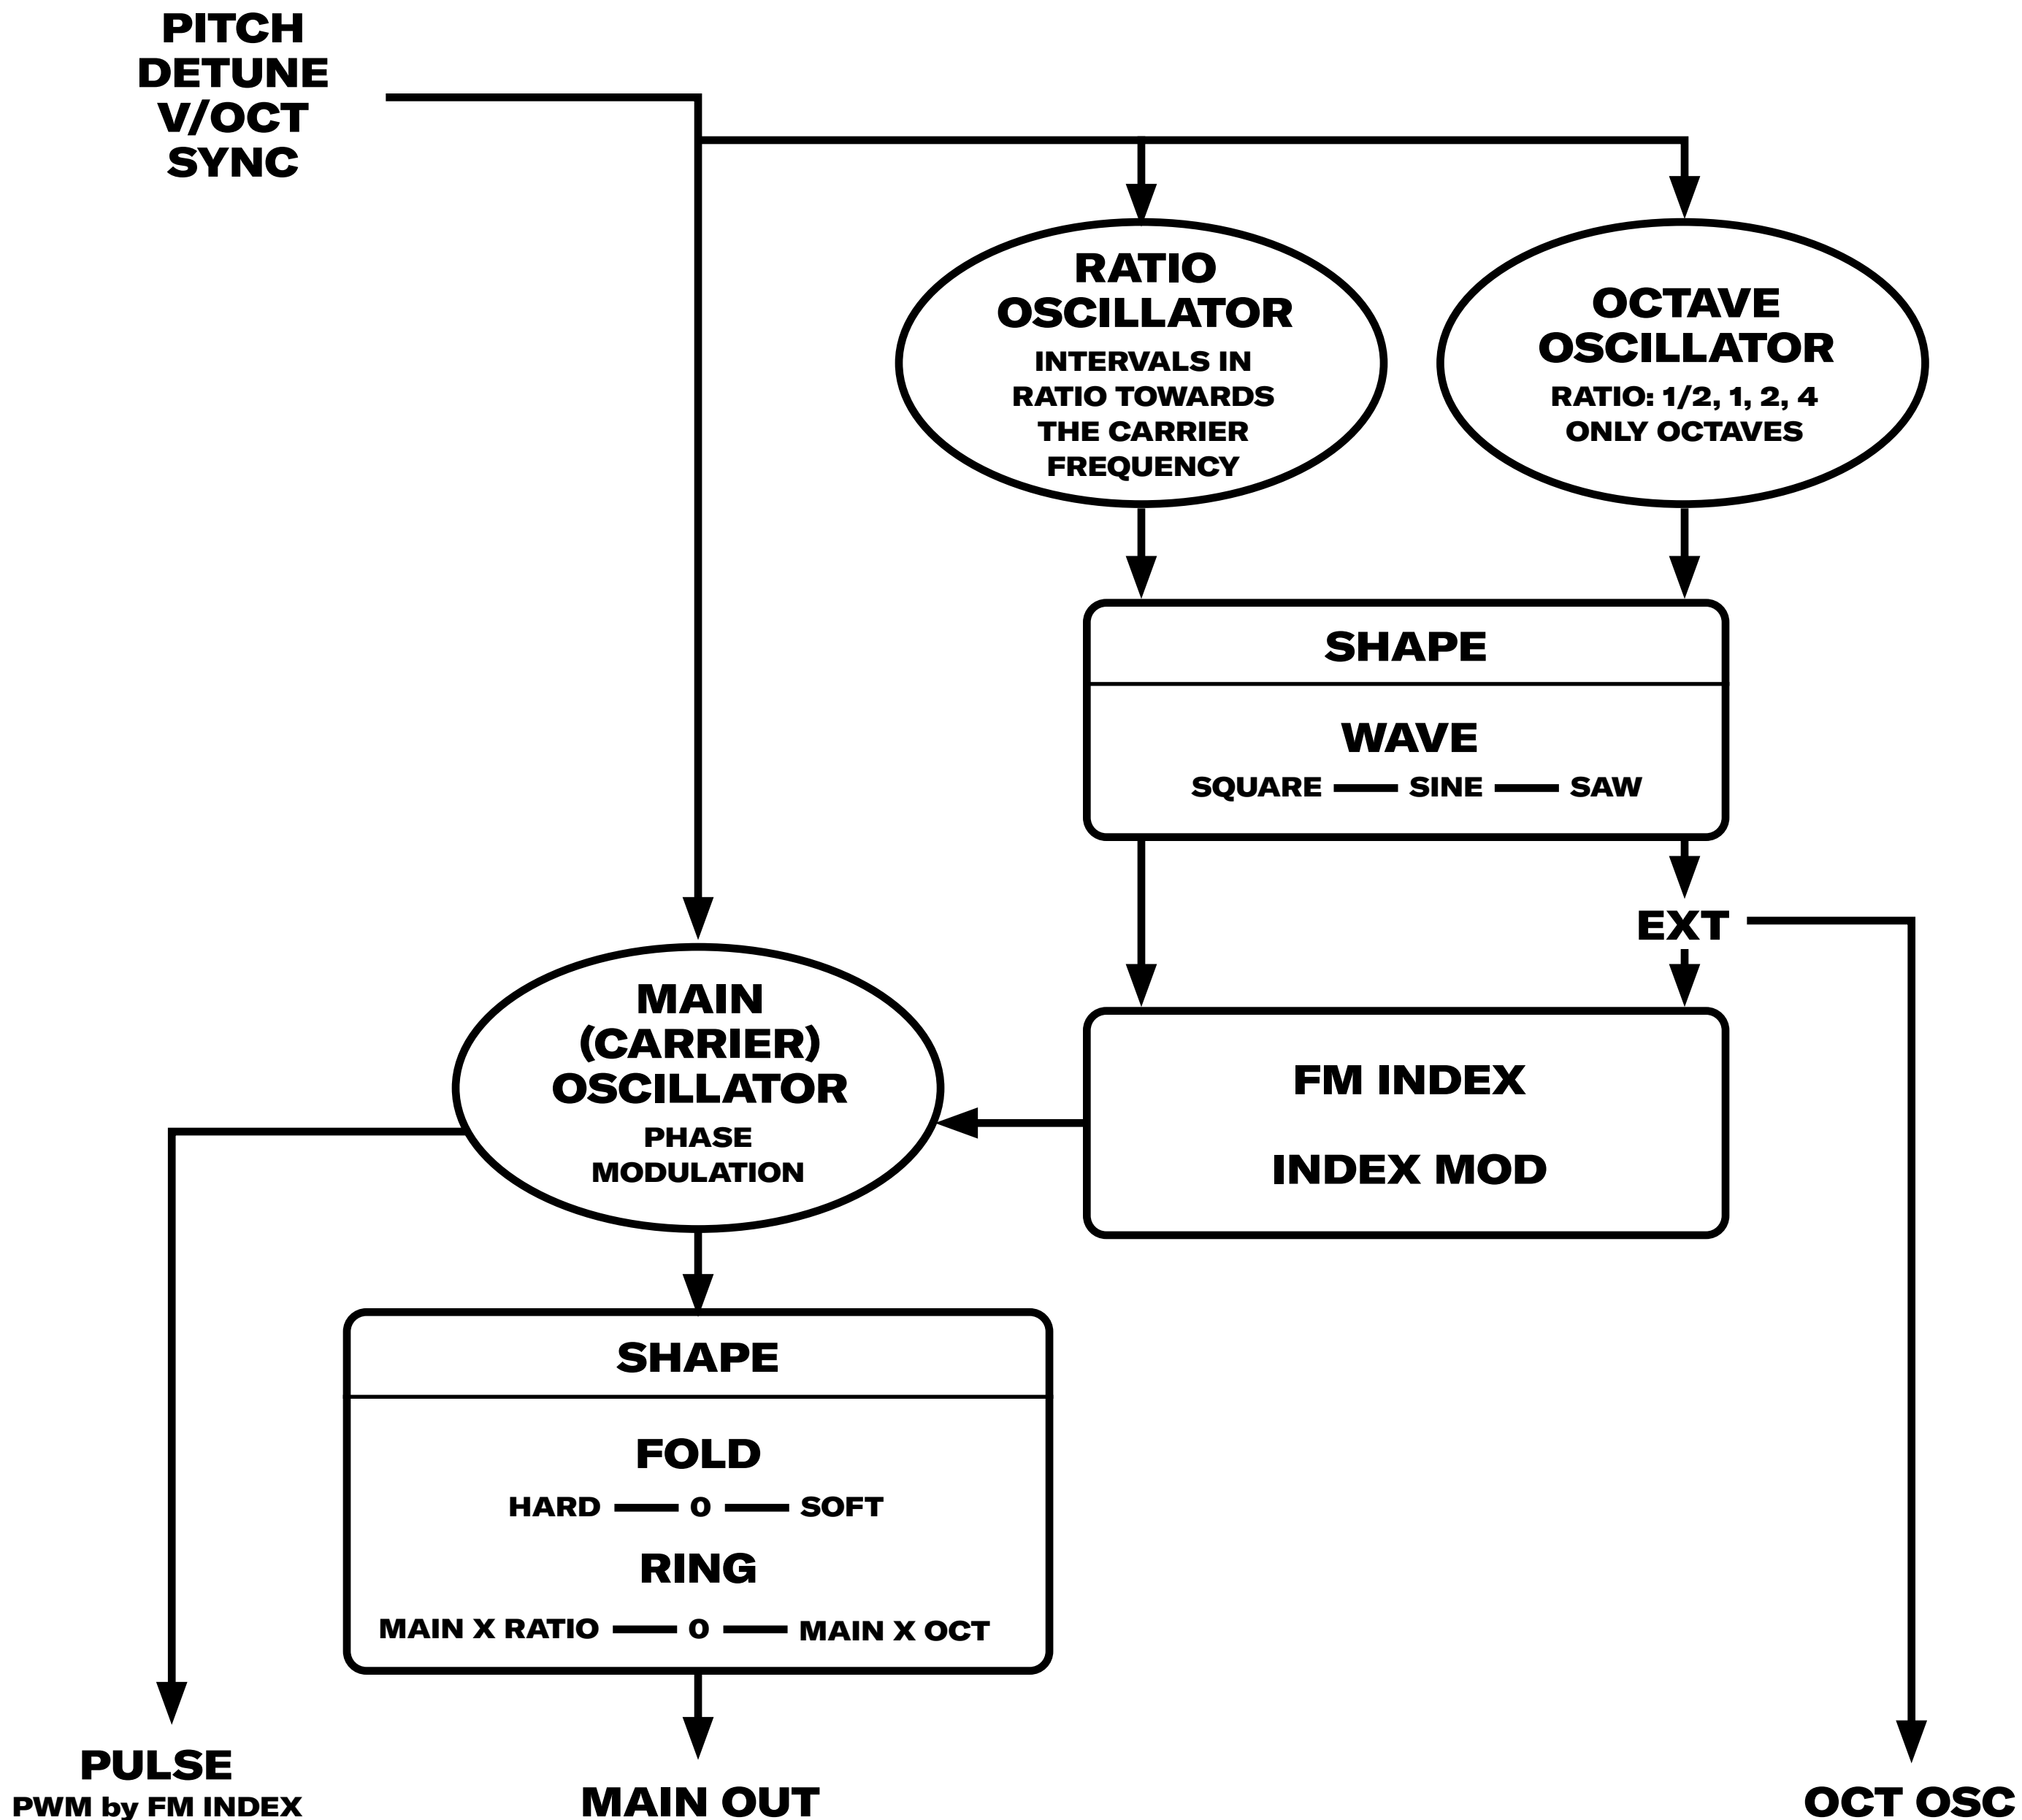 PITCH
DETUNE
V/OCT
SYNC
RATIO
OSCILLATOR
INTERVALS IN
RATIO TOWARDS
THE CARRIER
FREQUENCY
OCTAVE
OSCILLATOR
RATIO: 1/2, 1, 2, 4
ONLY OCTAVES
SHAPE
WAVE
SQUARE — SINE — SAW
EXT
MAIN
(CARRIER)
OSCILLATOR
PHASE
MODULATION
FM INDEX
INDEX MOD
SHAPE
FOLD
HARD — 0 — SOFT
RING
MAIN X RATIO — 0 — MAIN X OCT
PULSE
PWM by FM INDEX
MAIN OUT
OCT OSC